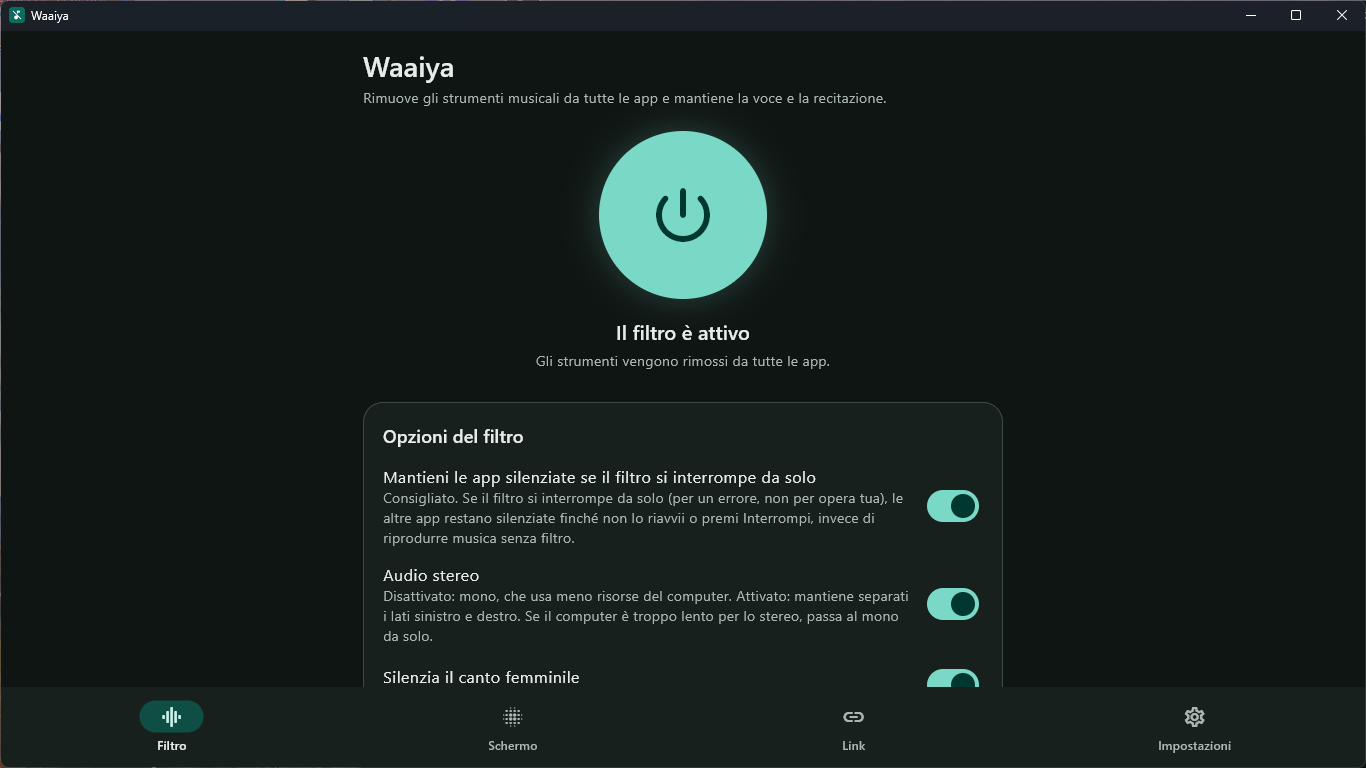 Waaiya
Waaiya
Rimuove gli strumenti musicali da tutte le app e mantiene la voce e la recitazione.
Il filtro è attivo
Gli strumenti vengono rimossi da tutte le app.
Opzioni del filtro
Mantieni le app silenziate se il filtro si interrompe da solo
Consigliato. Se il filtro si interrompe da solo (per un errore, non per opera tua), le
altre app restano silenziate finché non lo riavvii o premi Interrompi, invece di
riprodurre musica senza filtro.
Audio stereo
Disattivato: mono, che usa meno risorse del computer. Attivato: mantiene separati
i lati sinistro e destro. Se il computer è troppo lento per lo stereo, passa al mono
da solo.
Silenzia il canto femminile
Filtro
Schermo
Link
Impostazioni